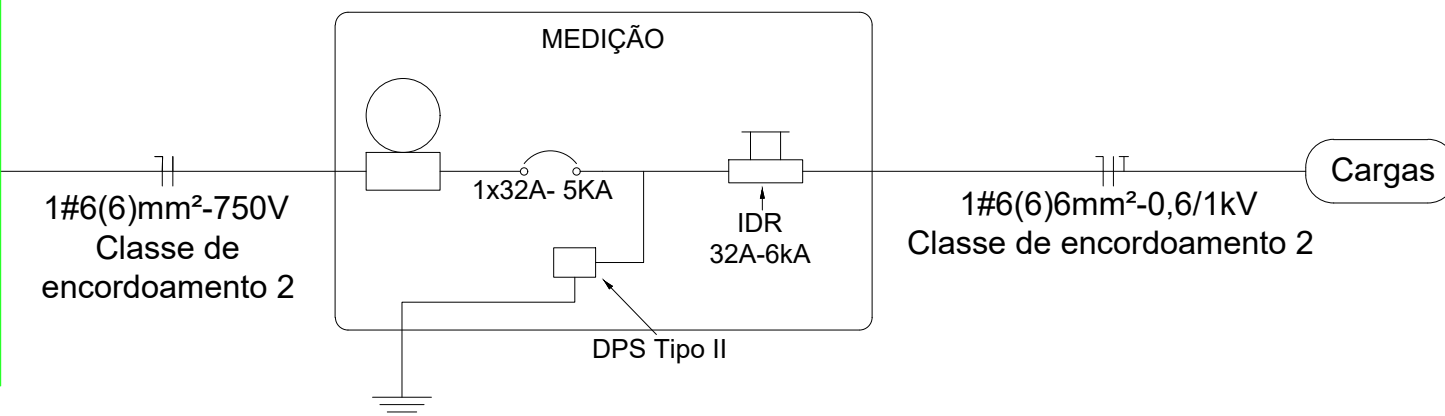 MEDIÇÃO
1#6(6)mm²-750V
Classe de
encordoamento 2
1x32A- 5KA
IDR
32A-6kA
DPS Tipo II
1#6(6)6mm²-0,6/1kV
Classe de encordoamento 2
Cargas